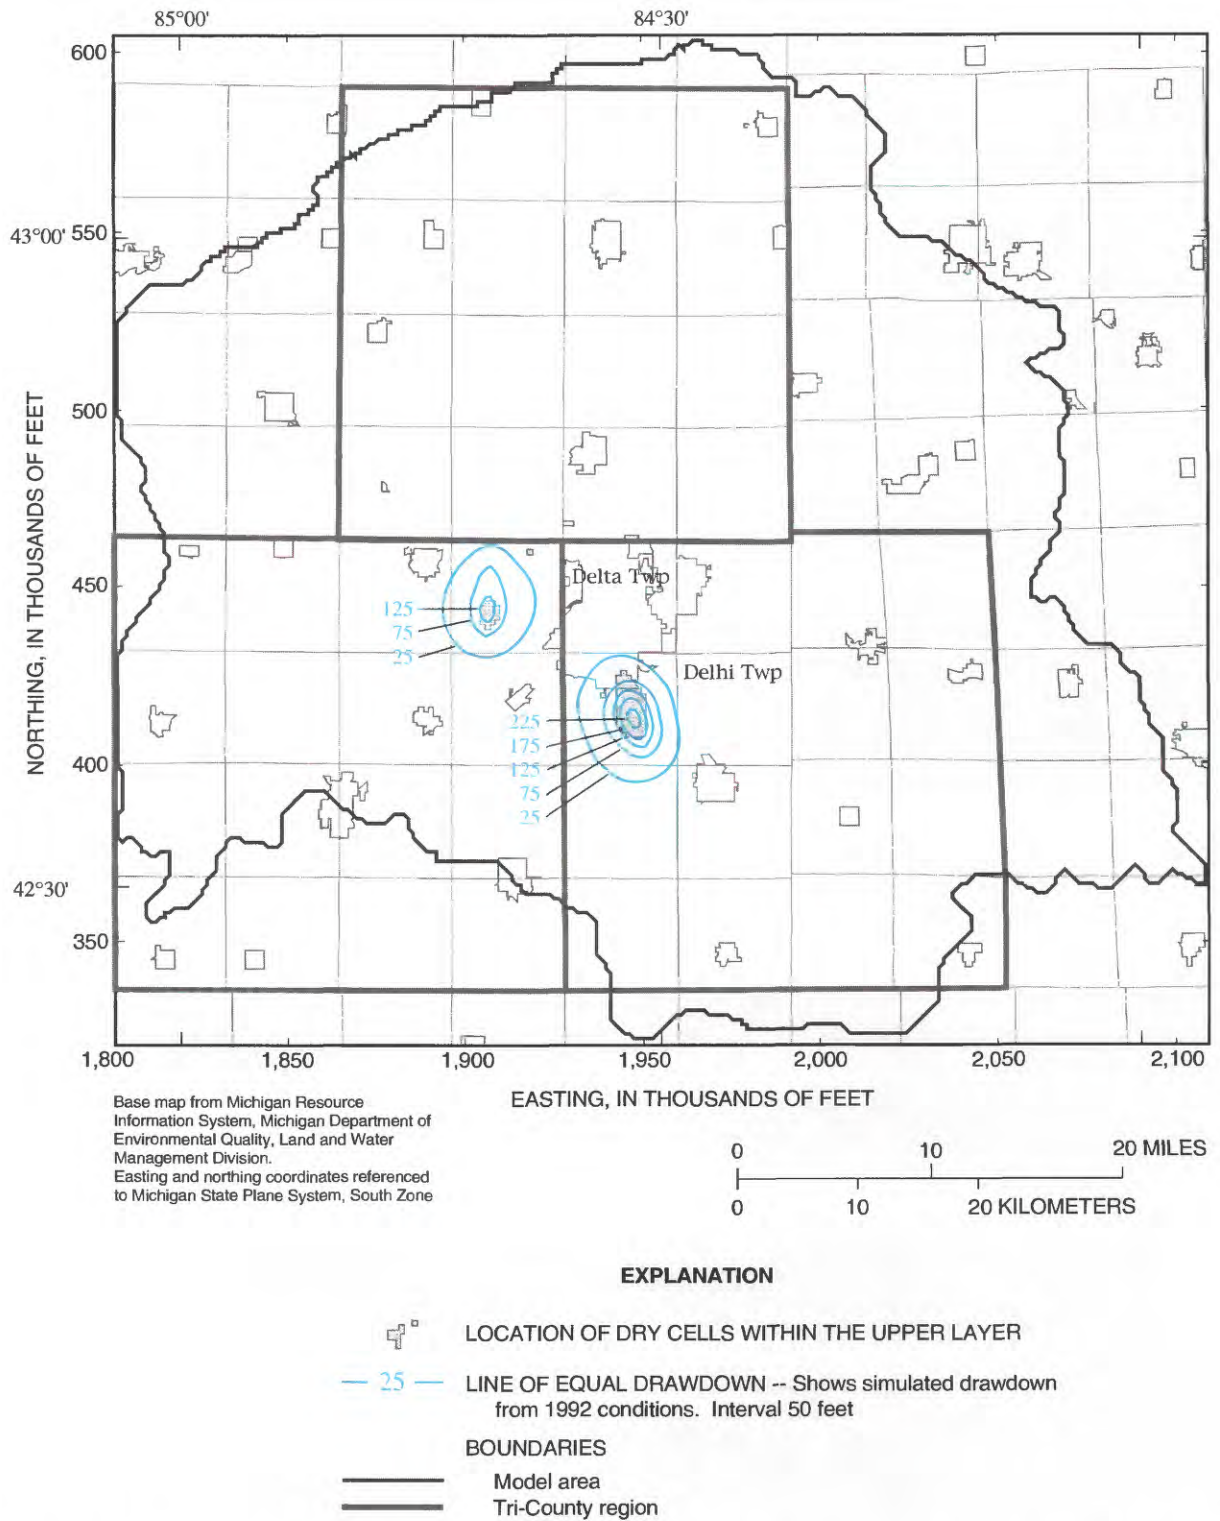 85°00' 84°30'
600
43°00' 550
500
450
400
42°30'
350
NORTHING, IN THOUSANDS OF FEET
Delta Twp
125
75
25
Delhi Twp
225
175
125
75
25
1,800 1,850 1,900 1,950 2,000 2,050 2,100
EASTING, IN THOUSANDS OF FEET
Base map from Michigan Resource
Information System, Michigan Department of
Environmental Quality, Land and Water
Management Division.
Easting and northing coordinates referenced
to Michigan State Plane System, South Zone
0 10 20 MILES
0 10 20 KILOMETERS
EXPLANATION
LOCATION OF DRY CELLS WITHIN THE UPPER LAYER
25 LINE OF EQUAL DRAWDOWN -- Shows simulated drawdown
from 1992 conditions. Interval 50 feet
BOUNDARIES
Model area
Tri-County region